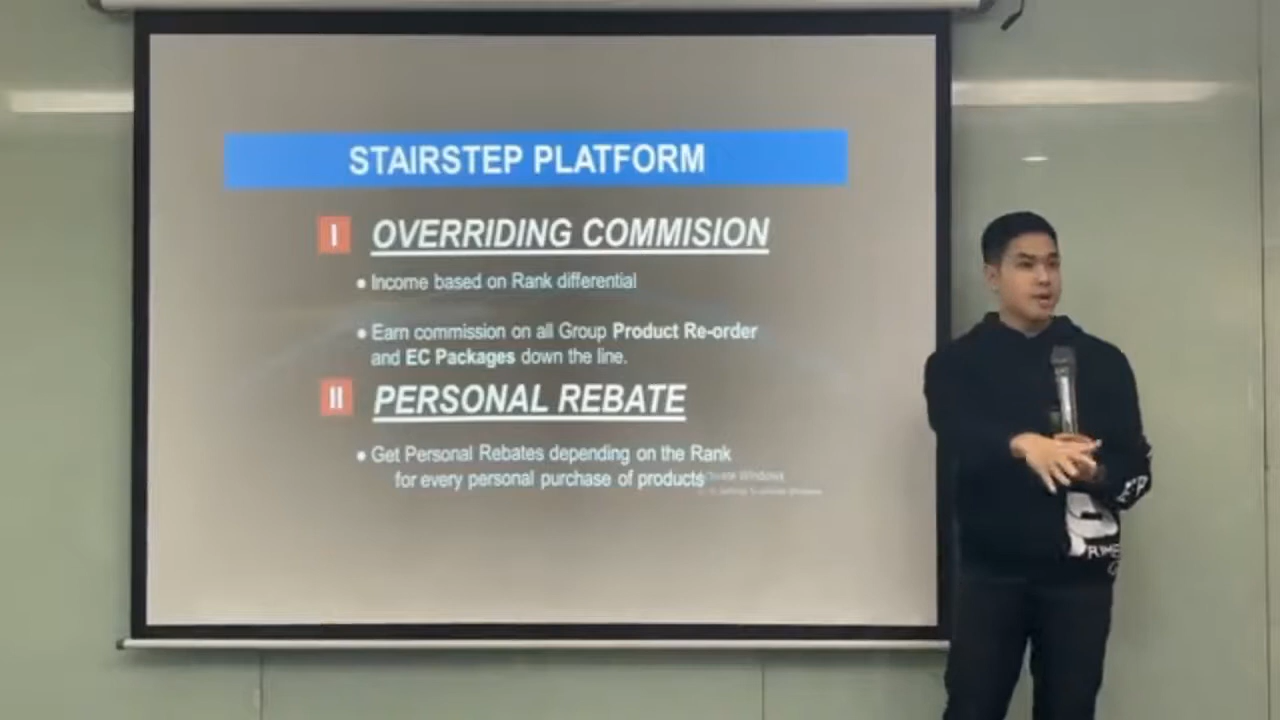 STAIRSTEP PLATFORM
I OVERRIDING COMMISION
• Income based on Rank differential
• Earn commission on all Group Product Re-order
and EC Packages down the line.
II PERSONAL REBATE
• Get Personal Rebates depending on the Rank
for every personal purchase of products
Windows